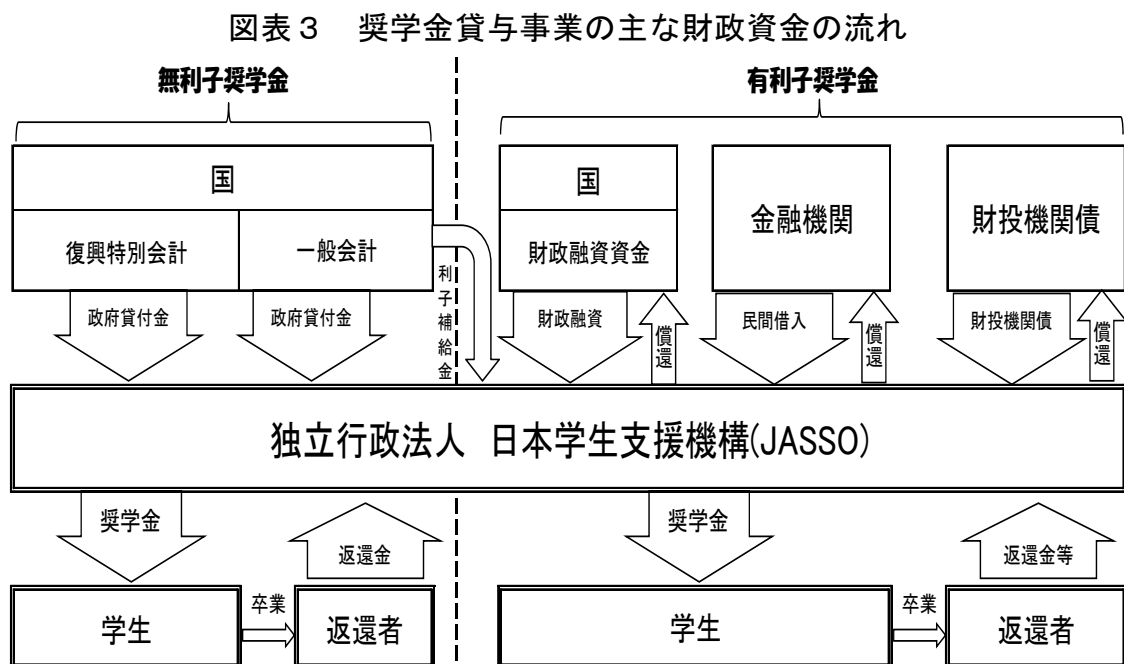 図表３　奨学金貸与事業の主な財政資金の流れ
無利子奨学金
有利子奨学金
国
復興特別会計
一般会計
国
財政融資資金
金融機関
財投機関債
政府貸付金
政府貸付金
利子補給金
財政融資
償還
民間借入
償還
財投機関債
償還
独立行政法人　日本学生支援機構(JASSO)
奨学金
返還金
奨学金
返還金等
学生
卒業
返還者
学生
卒業
返還者